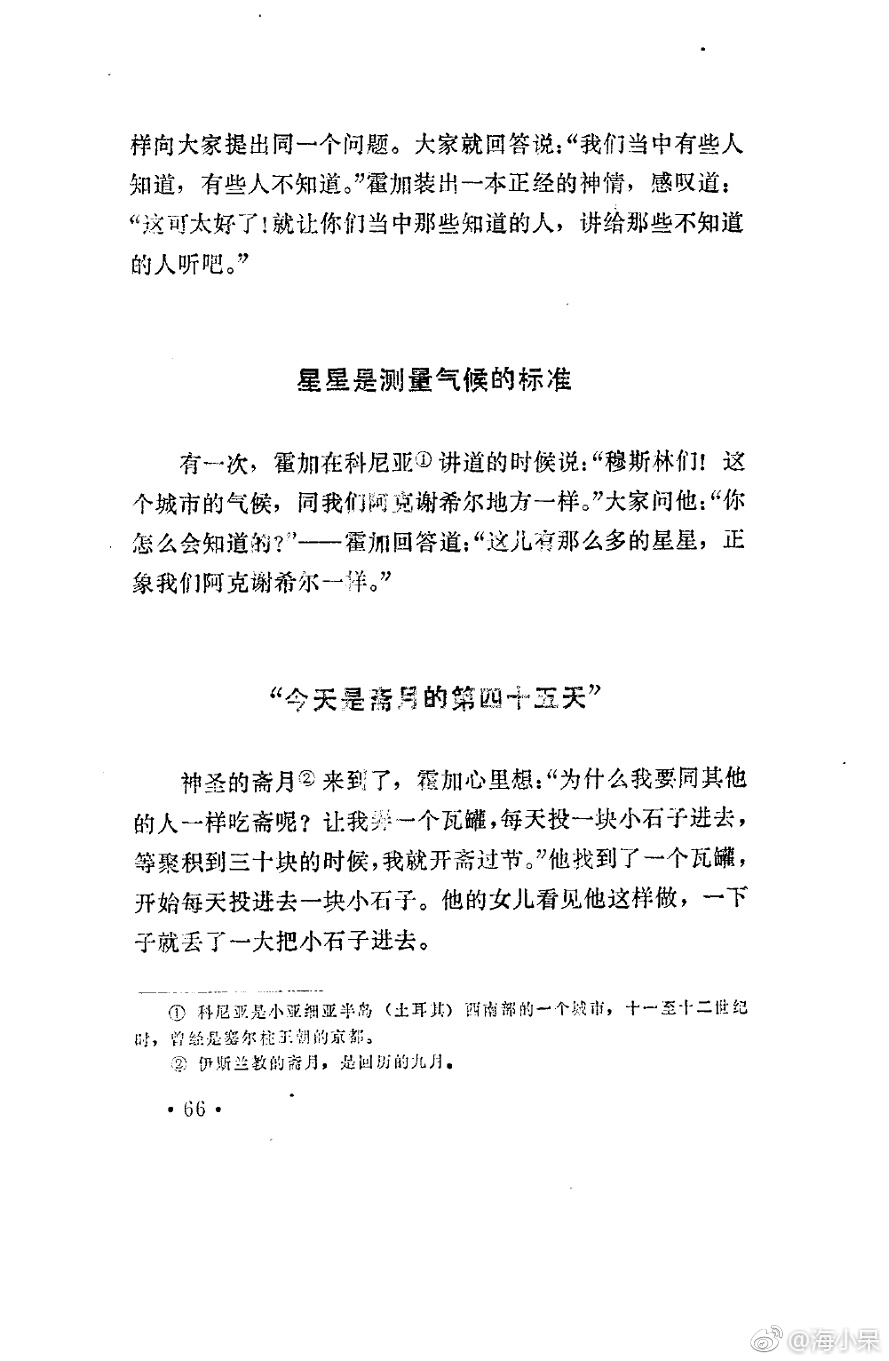 样向大家提出同一个问题。大家就回答说：“我们当中有些人
知道，有些人不知道。”霍加装出一本正经的神情，感叹道：
“这可太好了！就让你们当中那些知道的人，讲给那些不知道
的人听吧。”
星星是测量气候的标准
有一次，霍加在科尼亚①讲道的时候说：“穆斯林们！这
个城市的气候，同我们阿克谢希尔地方一样。”大家问他：“你
怎么会知道的？”——霍加回答道：“这儿有那么多的星星，正
象我们阿克谢希尔一样。”
“今天是斋月的第四十五天”
神圣的斋月②来到了，霍加心里想：“为什么我要同其他
的人一样吃斋呢？让我弄一个瓦罐，每天投一块小石子进去，
等聚积到三十块的时候，我就开斋过节。”他找到了一个瓦罐，
开始每天投进去一块小石子。他的女儿看见他这样做，一下
子就丢了一大把小石子进去。
① 科尼亚是小亚细亚半岛（土耳其）西南部的一个城市，十一至十二世纪
时，曾经是塞尔柱王朝的京都。
② 伊斯兰教的斋月，是回历的九月。
·66·
@海小呆